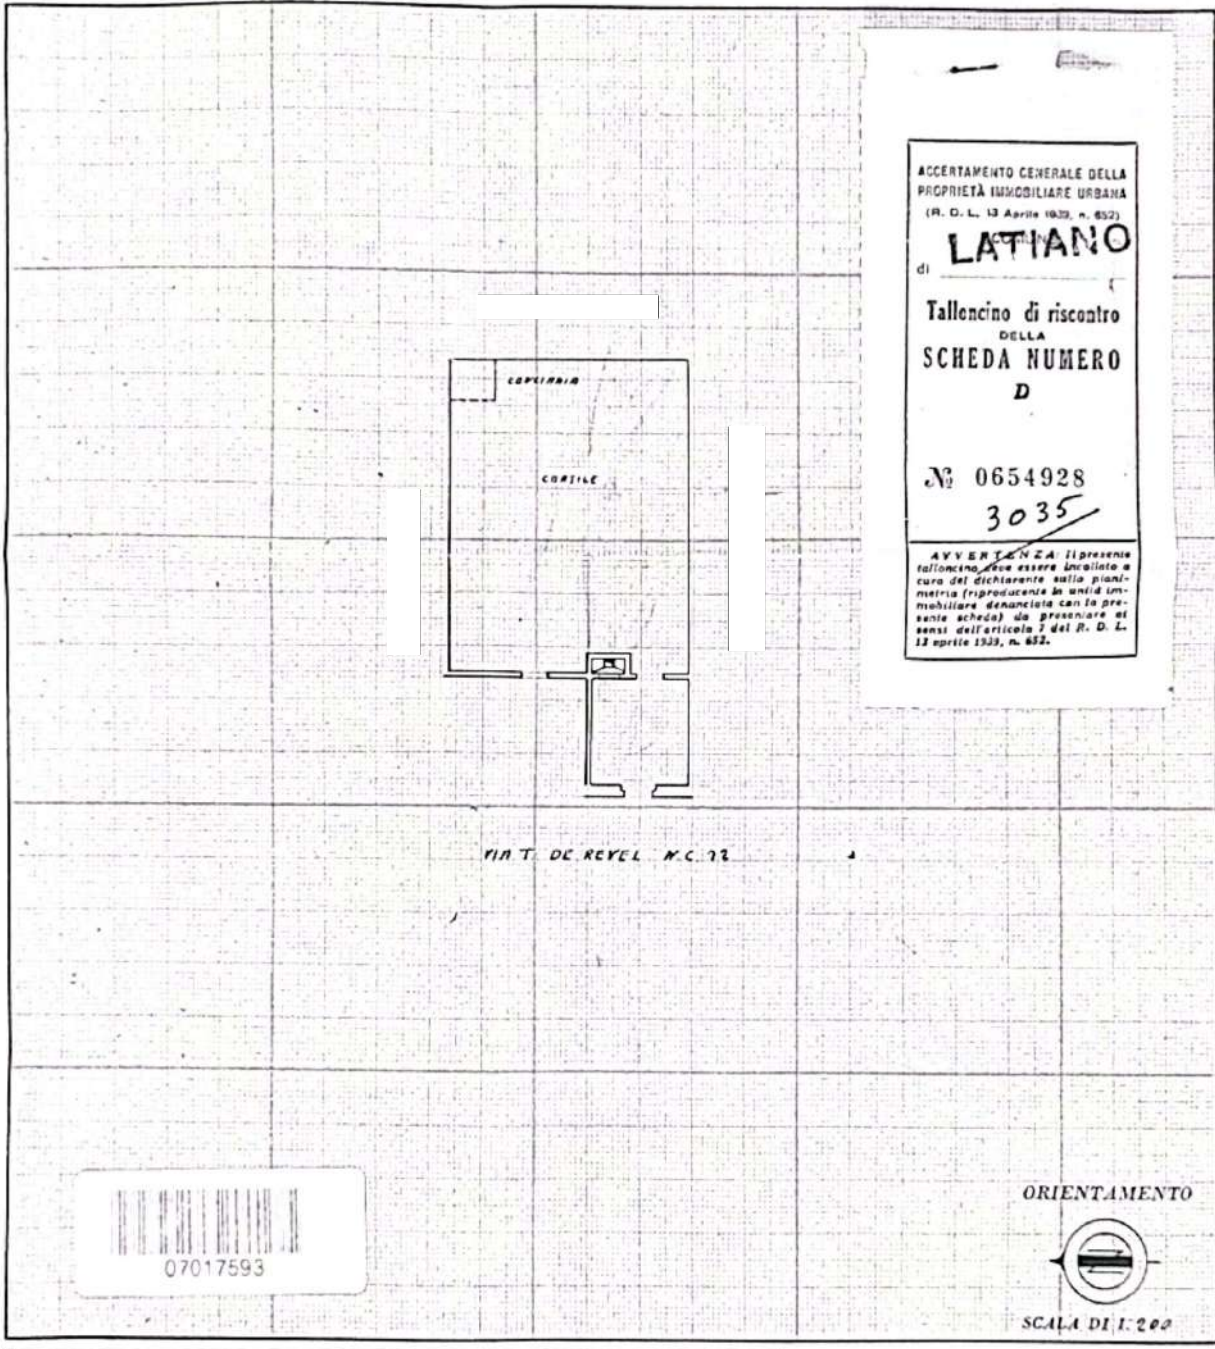 ACCERTAMENTO GENERALE DELLA
PROPRIETÀ IMMOBILIARE URBANA
(R. D. L. 13 Aprile 1939, n. 652)
LATIANO
di
Talloncino di riscontro
DELLA
SCHEDA NUMERO
D
№ 0654928
3035
AVVERTENZA: Il presente
talloncino deve essere incollato a
cura del dichiarante sulla plani-
metria (riproducente la unità im-
mobiliare denunciata con la pre-
sente scheda) da presentare ai
sensi dell'articolo 7 del R. D. L.
13 aprile 1939, n. 652.
CORTILE
VIA T. DE REVEL N.C. 72
07017593
ORIENTAMENTO
SCALA DI 1:200